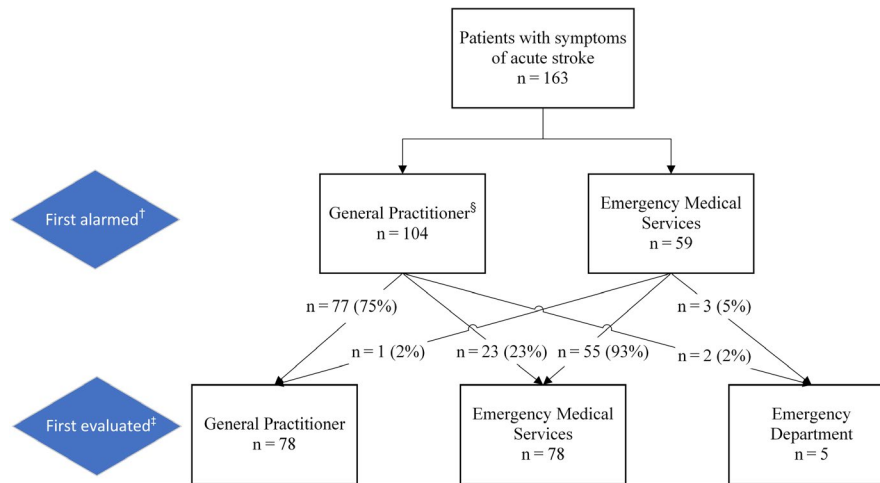 Patients with symptoms
of acute stroke
n = 163
First alarmed†
General Practitioner§
n = 104
Emergency Medical
Services
n = 59
n = 77 (75%)
n = 3 (5%)
n = 1 (2%)
n = 23 (23%)
n = 55 (93%)
n = 2 (2%)
First evaluated‡
General Practitioner
n = 78
Emergency Medical
Services
n = 78
Emergency
Department
n = 5